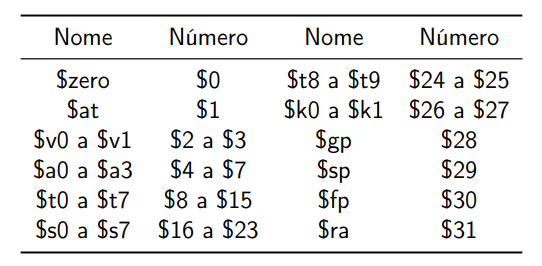 Nome Número Nome Número
$zero $0 $t8 a $t9 $24 a $25
$at $1 $k0 a $k1 $26 a $27
$v0 a $v1 $2 a $3 $gp $28
$a0 a $a3 $4 a $7 $sp $29
$t0 a $t7 $8 a $15 $fp $30
$s0 a $s7 $16 a $23 $ra $31